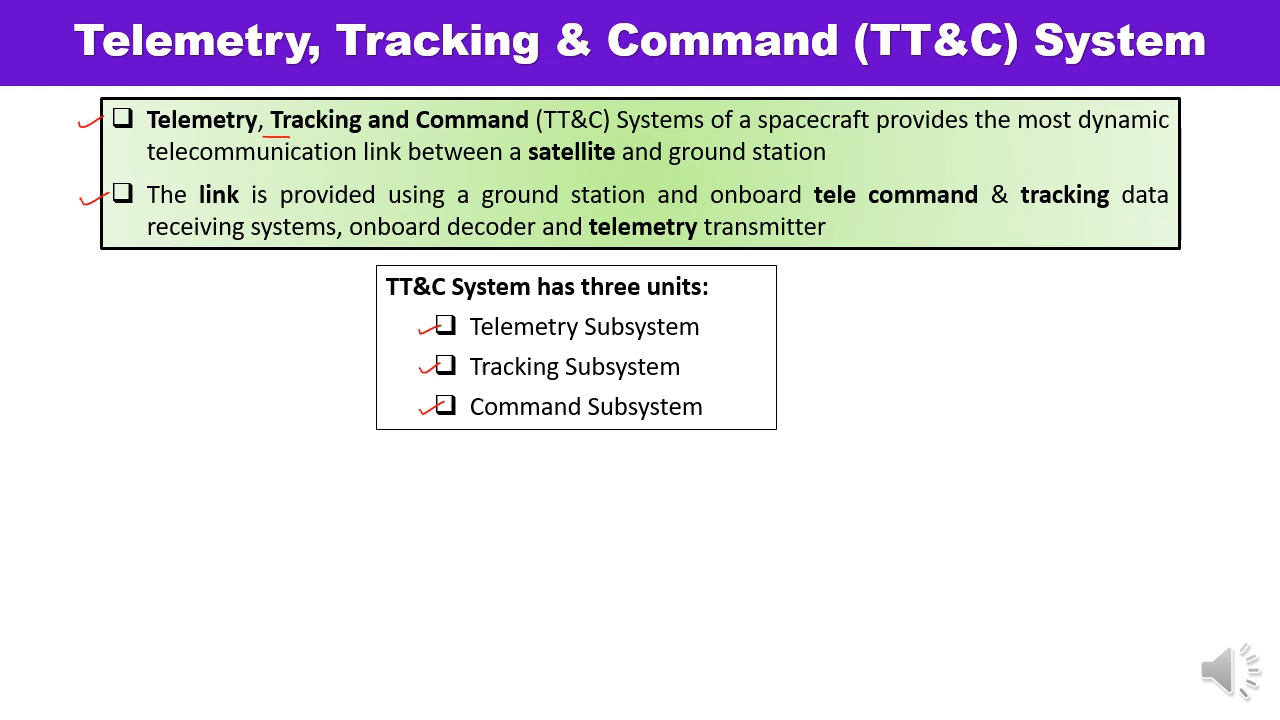 Telemetry, Tracking & Command (TT&C) System
Telemetry, Tracking and Command (TT&C) Systems of a spacecraft provides the most dynamic
telecommunication link between a satellite and ground station
The link is provided using a ground station and onboard tele command & tracking data
receiving systems, onboard decoder and telemetry transmitter
TT&C System has three units:
Telemetry Subsystem
Tracking Subsystem
Command Subsystem